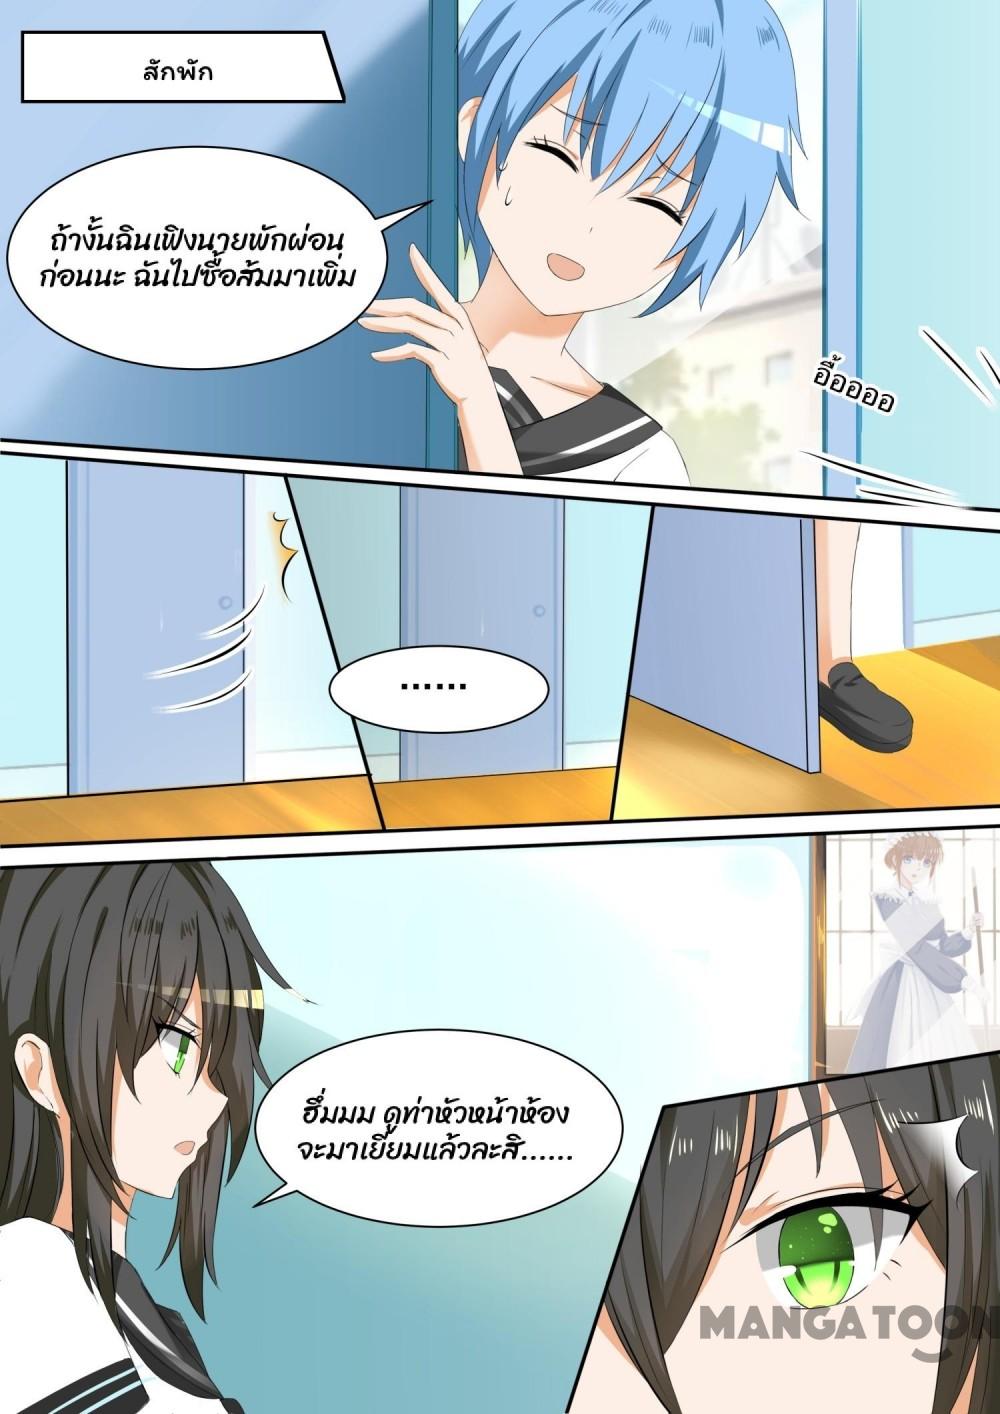 สักพัก
ถ้างั้นฉินเฟิงนายพักผ่อน
ก่อนนะ ฉันไปซื้อส้มมาเพิ่ม
อื้ออออ
......
ฮึ่มมม ดูท่าหัวหน้าห้อง
จะมาเยี่ยมแล้วละสิ......
MANGATOON